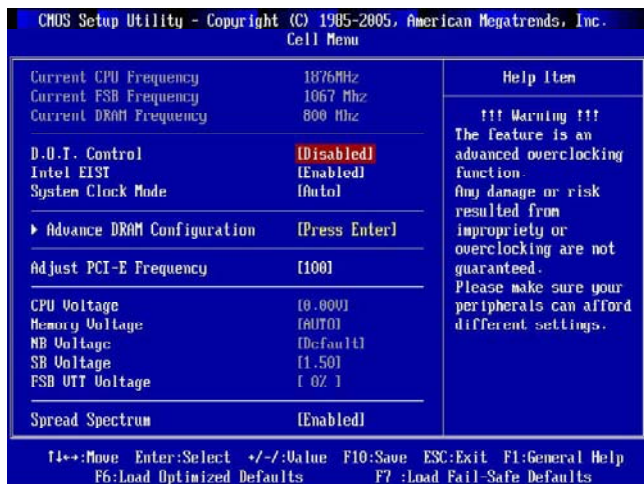 CMOS Setup Utility - Copyright (C) 1985-2005, American Megatrends, Inc.
Cell Menu
Current CPU Frequency 1876MHz
Current FSB Frequency 1067 Mhz
Current DRAM Frequency 800 Mhz
D.O.T. Control [Disabled]
Intel EIST [Enabled]
System Clock Mode [Auto]
▶ Advance DRAM Configuration [Press Enter]
Adjust PCI-E Frequency [100]
CPU Voltage [0.00V]
Memory Voltage [AUTO]
NB Voltage [Default]
SB Voltage [1.50]
FSB VTT Voltage [ 0% ]
Spread Spectrum [Enabled]
Help Item
!!! Warning !!!
The feature is an
advanced overclocking
function.
Any damage or risk
resulted from
impropriety or
overclocking are not
guaranteed.
Please make sure your
peripherals can afford
different settings.
↑↓←→:Move Enter:Select +/-/:Value F10:Save ESC:Exit F1:General Help
F6:Load Optimized Defaults F7 :Load Fail-Safe Defaults